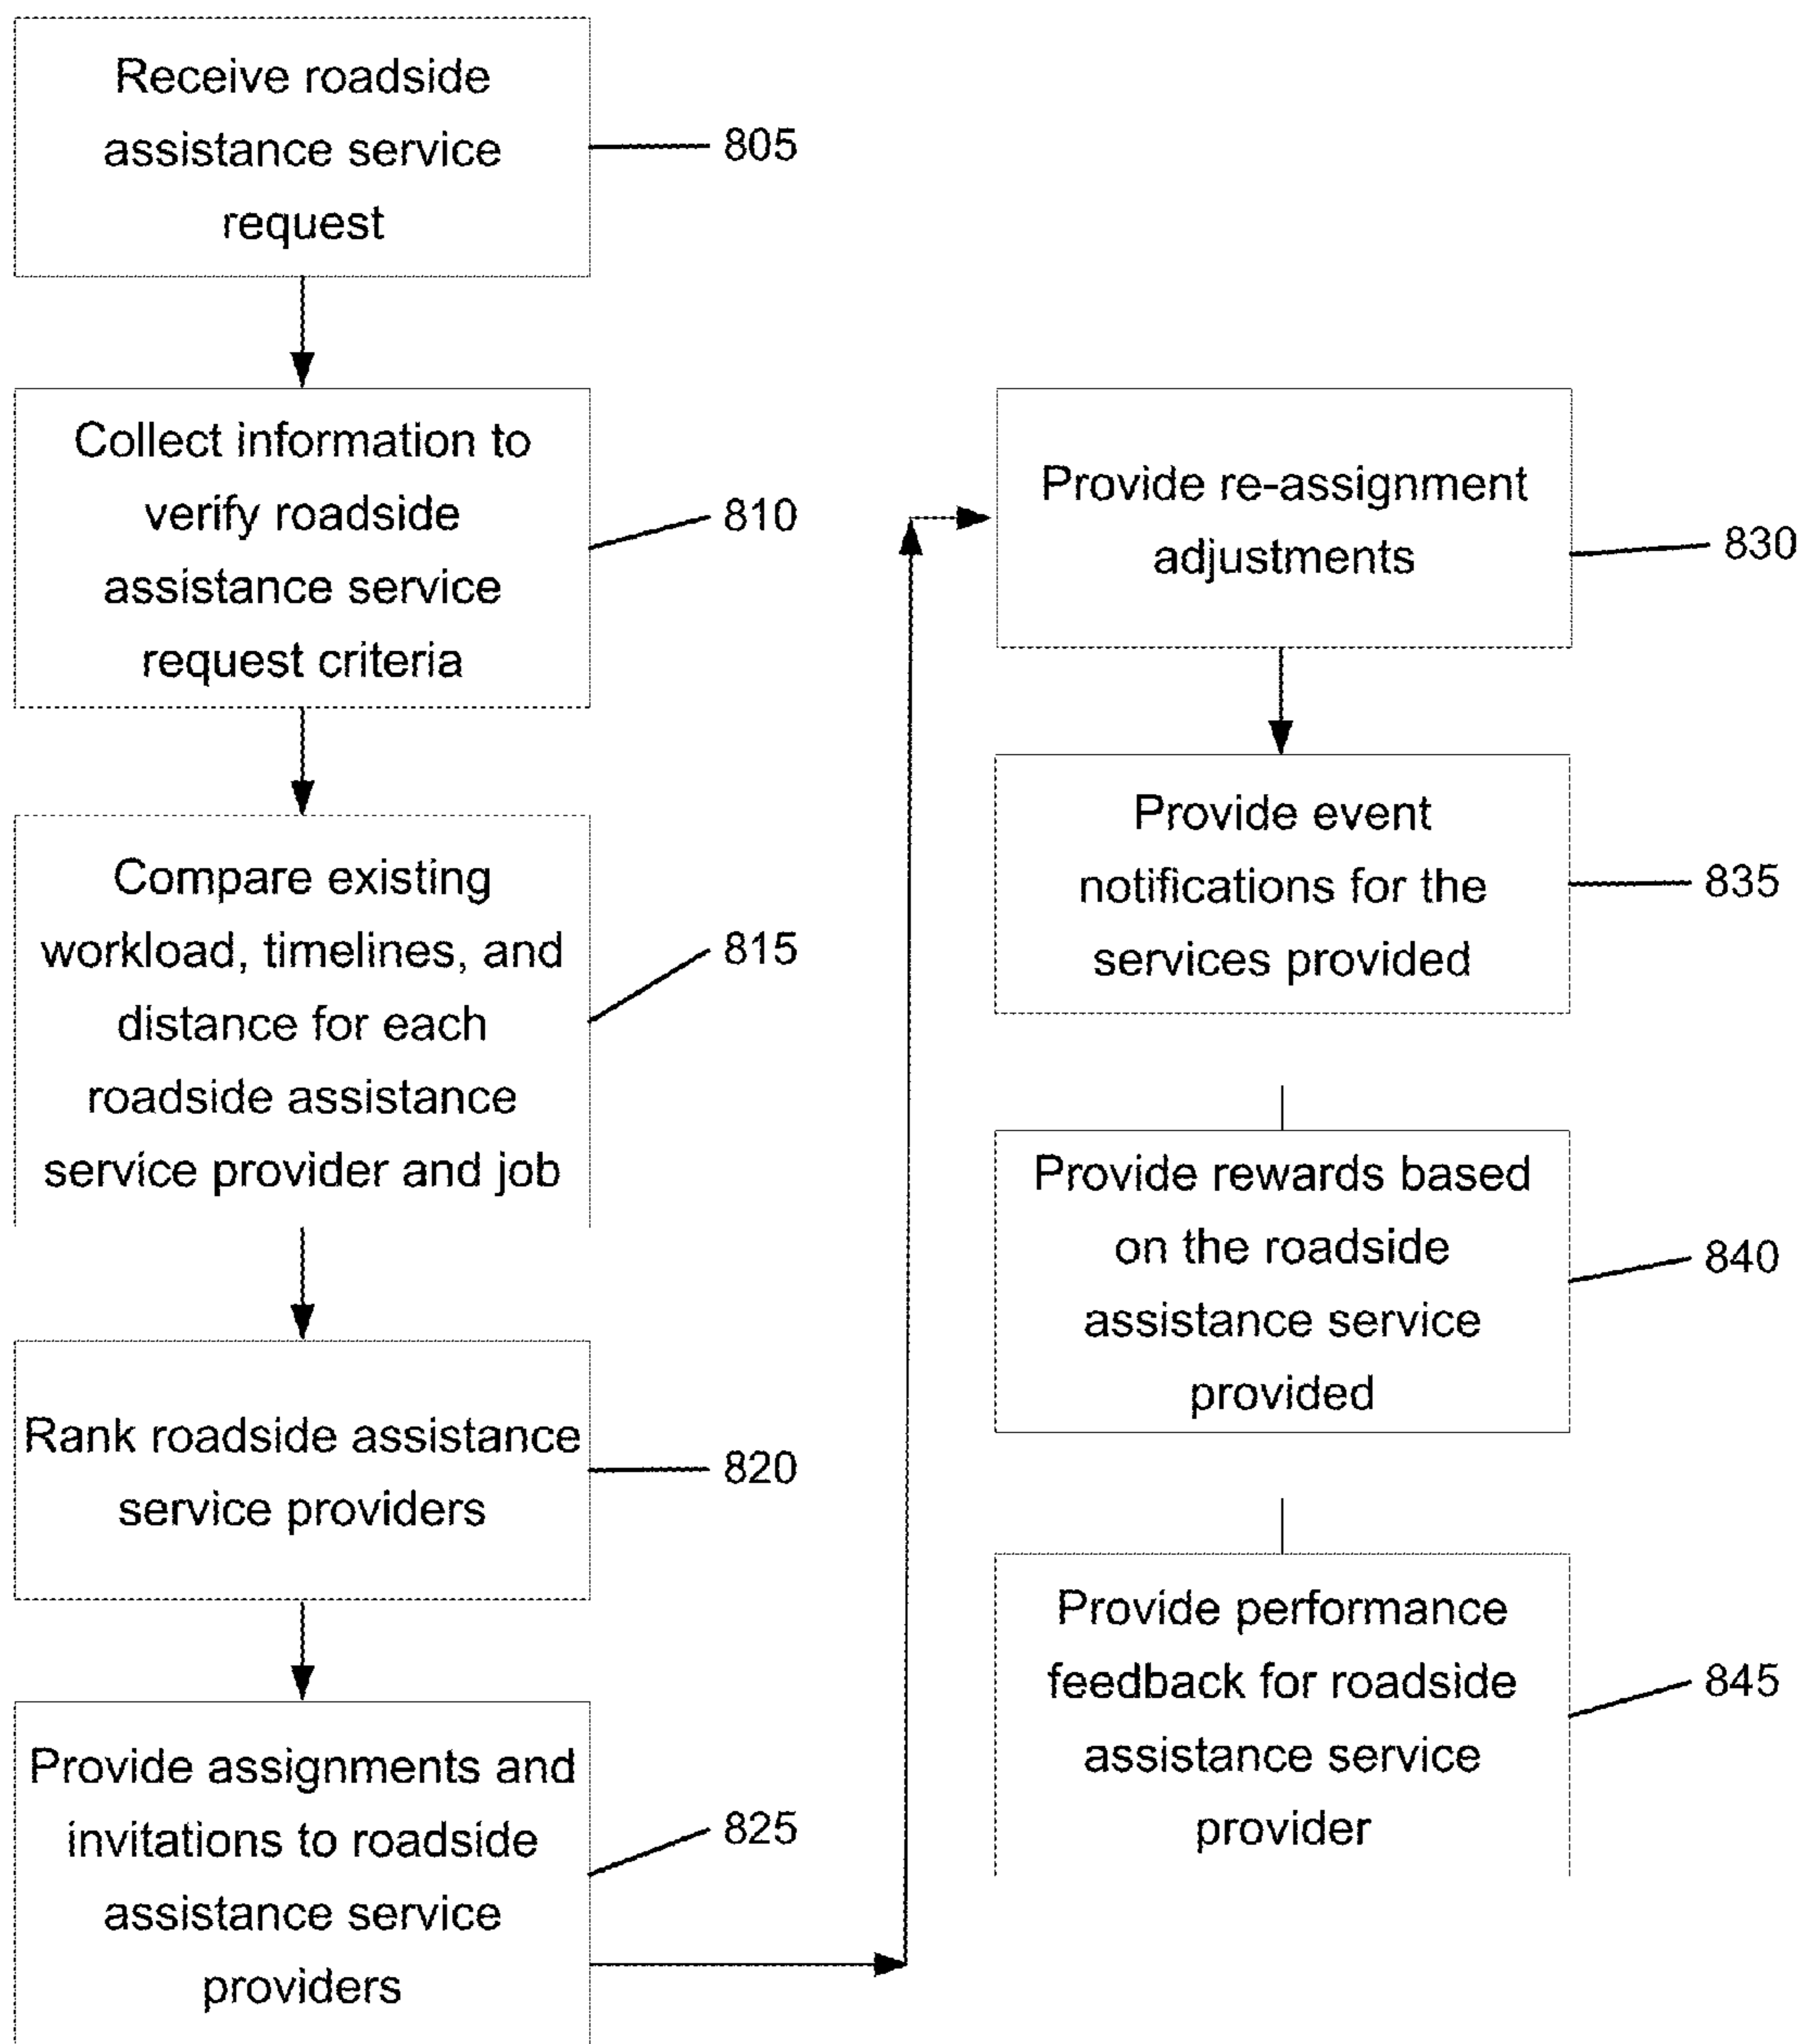 Receive roadside
assistance service
request
805
Collect information to
verify roadside
assistance service
request criteria
810
Compare existing
workload, timelines, and
distance for each
roadside assistance
service provider and job
815
Rank roadside assistance
service providers
820
Provide assignments and
invitations to roadside
assistance service
providers
825
Provide re-assignment
adjustments
830
Provide event
notifications for the
services provided
835
Provide rewards based
on the roadside
assistance service
provided
840
Provide performance
feedback for roadside
assistance service
provider
845